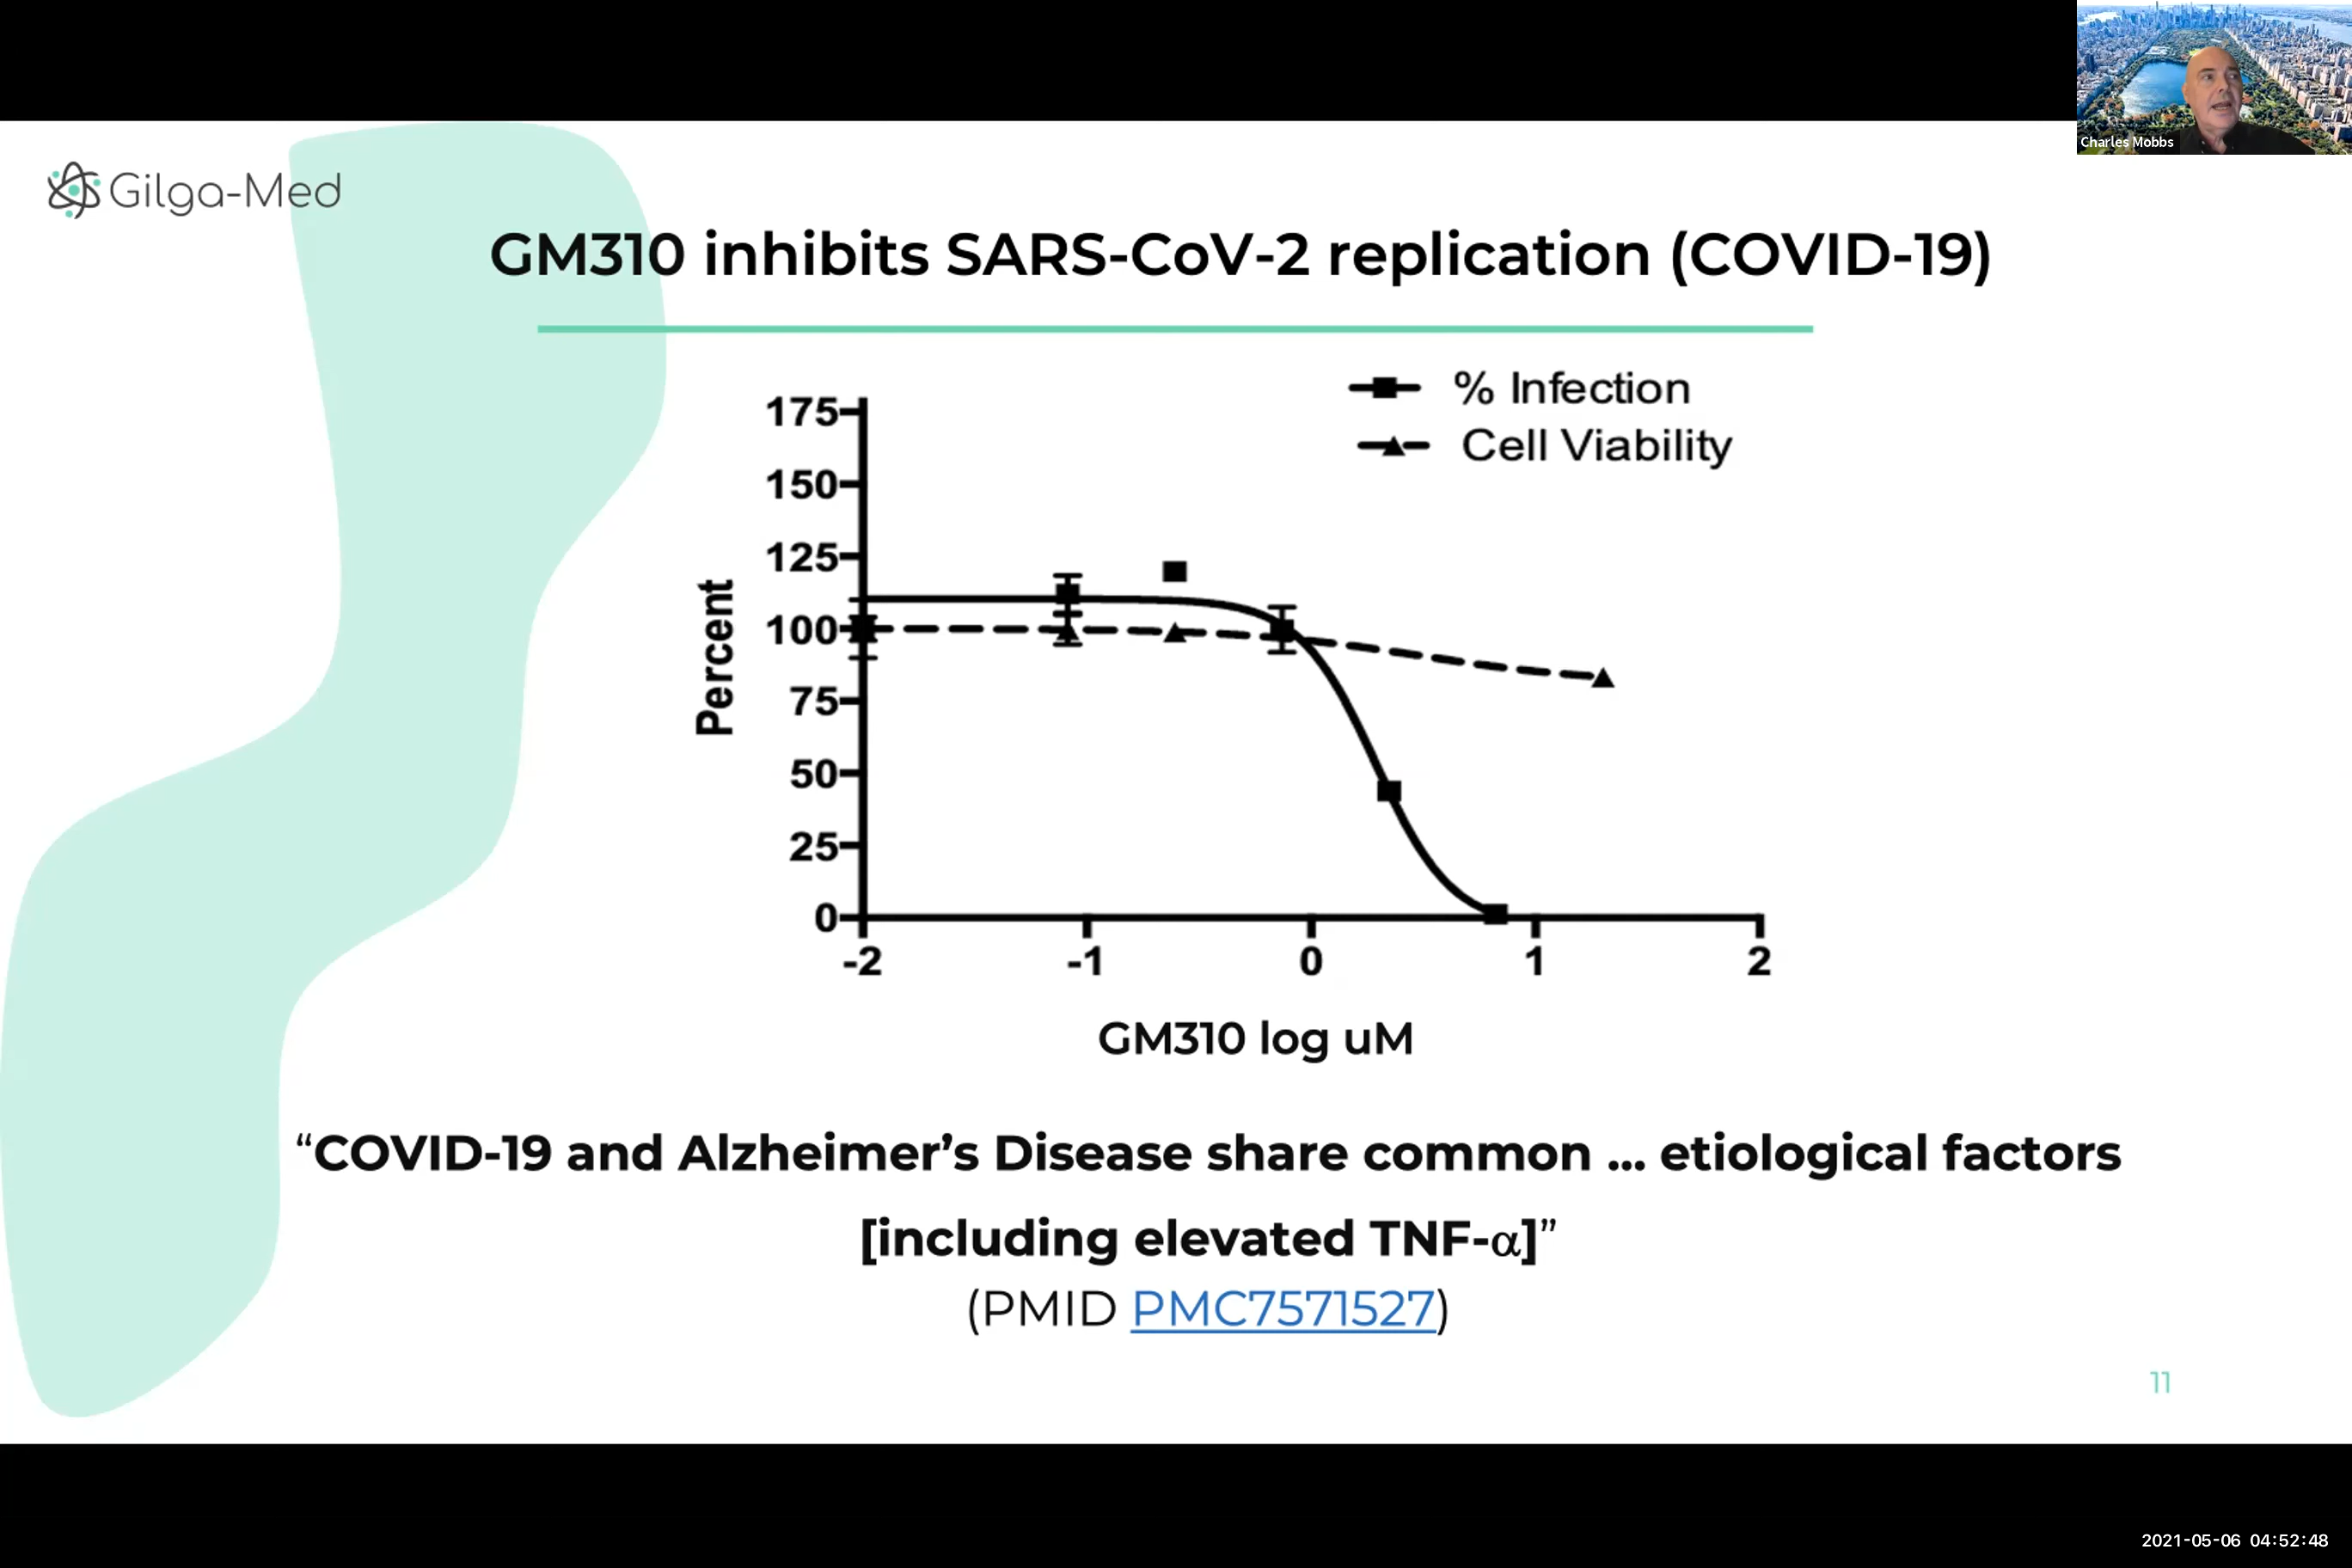 Charles Mobbs
Gilga-Med
GM310 inhibits SARS-CoV-2 replication (COVID-19)
% Infection
Cell Viability
175
150
125
100
75
50
25
0
Percent
-2 -1 0 1 2
GM310 log uM
“COVID-19 and Alzheimer’s Disease share common ... etiological factors
[including elevated TNF-α]”
(PMID PMC7571527)
11
2021-05-06 04:52:48